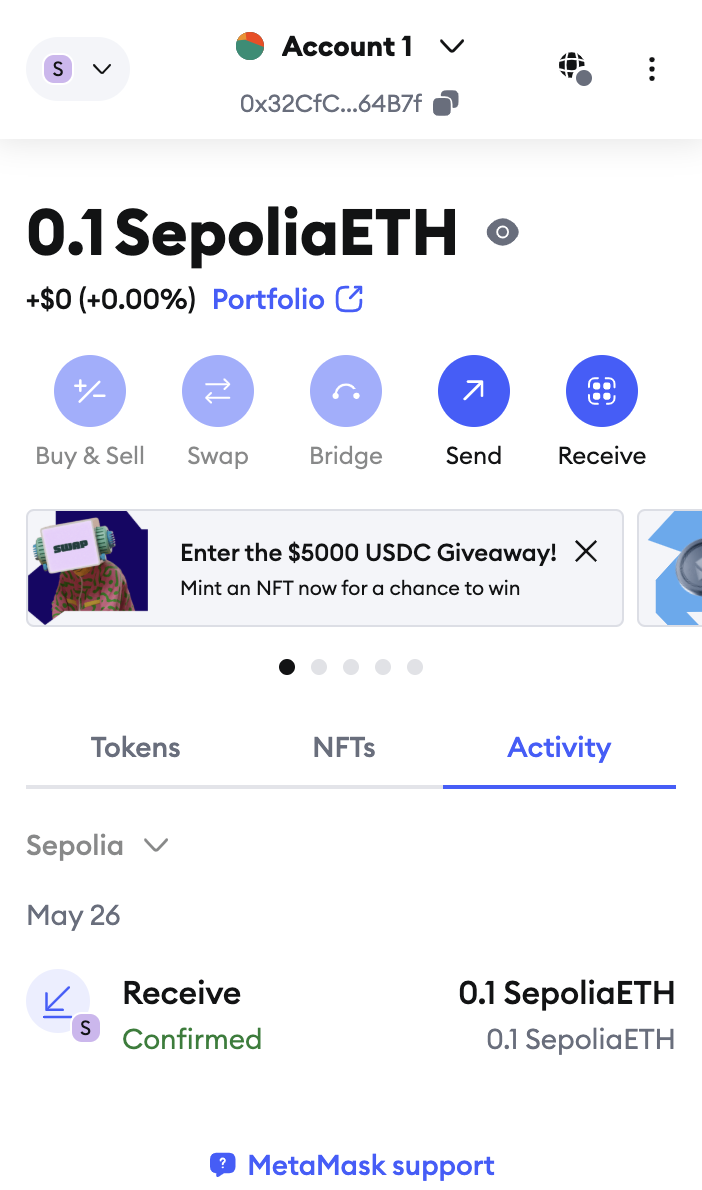 S
Account 1
0x32CfC...64B7f
0.1 SepoliaETH
+$0 (+0.00%) Portfolio
Buy & Sell Swap Bridge Send Receive
SWAP
Enter the $5000 USDC Giveaway!
Mint an NFT now for a chance to win
Tokens NFTs Activity
Sepolia
May 26
Receive 0.1 SepoliaETH
S
Confirmed 0.1 SepoliaETH
? MetaMask support